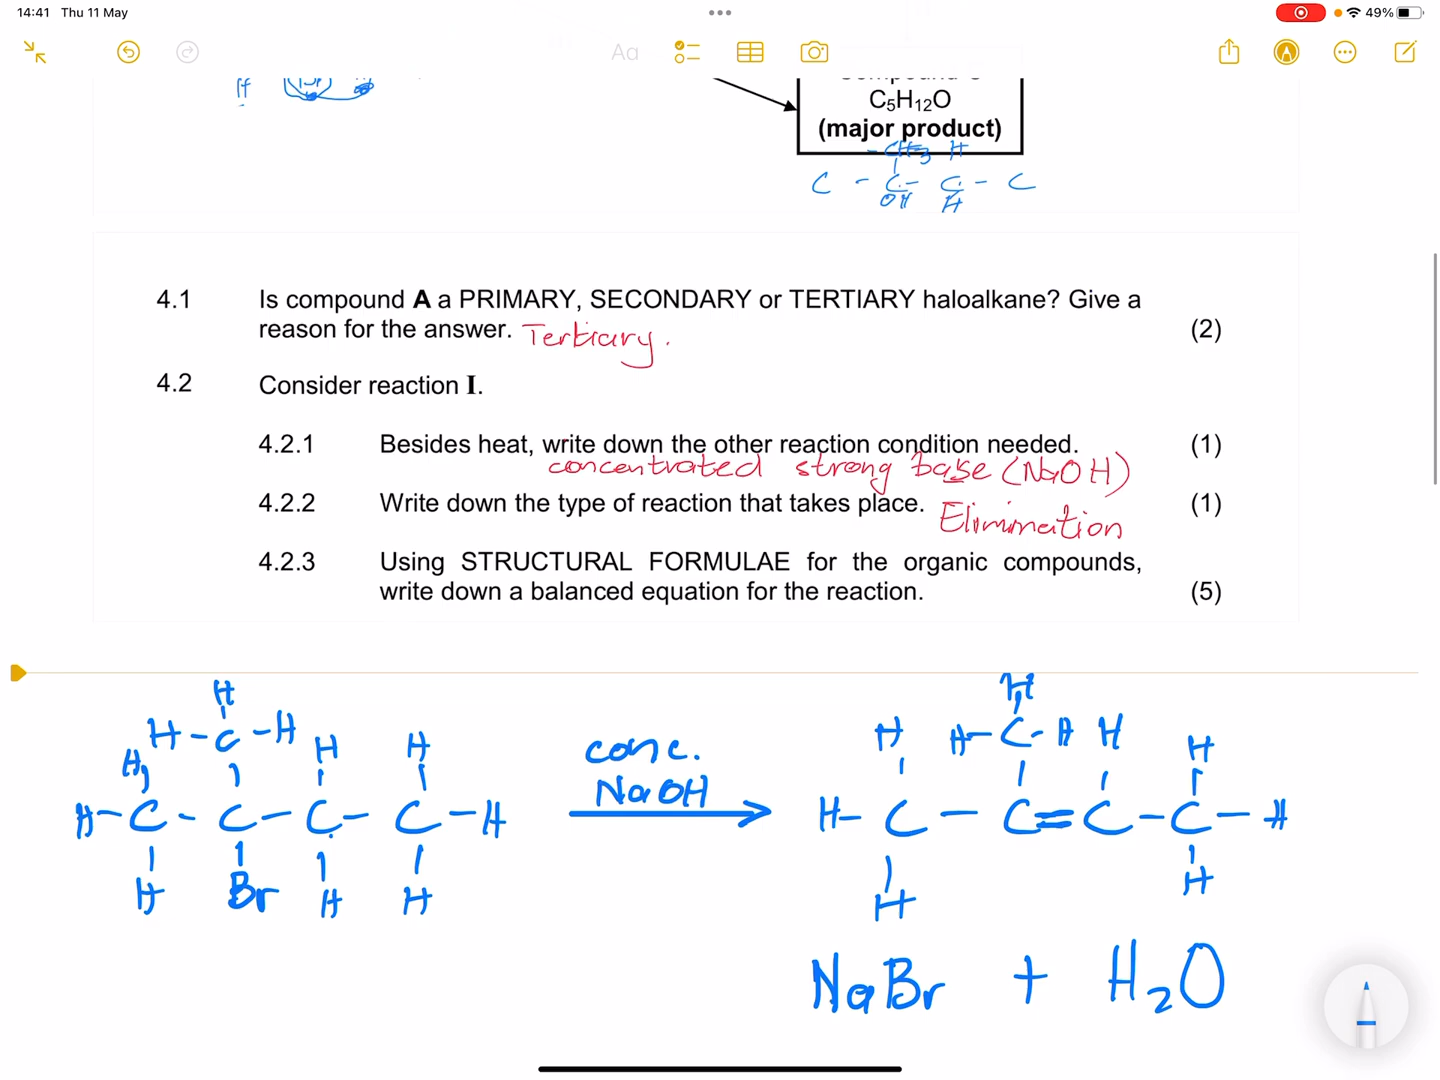 14:41 Thu 11 May
49%
Aa
H
C₅H₁₂O
(major product)
- CH3 H
C - C - C - C
OH H
4.1 Is compound A a PRIMARY, SECONDARY or TERTIARY haloalkane? Give a
reason for the answer. Tertiary. (2)
4.2 Consider reaction I.
4.2.1 Besides heat, write down the other reaction condition needed. (1)
concentrated strong base (NaOH)
4.2.2 Write down the type of reaction that takes place. (1)
Elimination
4.2.3 Using STRUCTURAL FORMULAE for the organic compounds,
write down a balanced equation for the reaction. (5)
H H
H - C - H H H conc. H H - C - H H H
H NaOH
H - C - C - C - C - H H - C - C = C - C - H
H Br H H H H
NaBr + H₂O